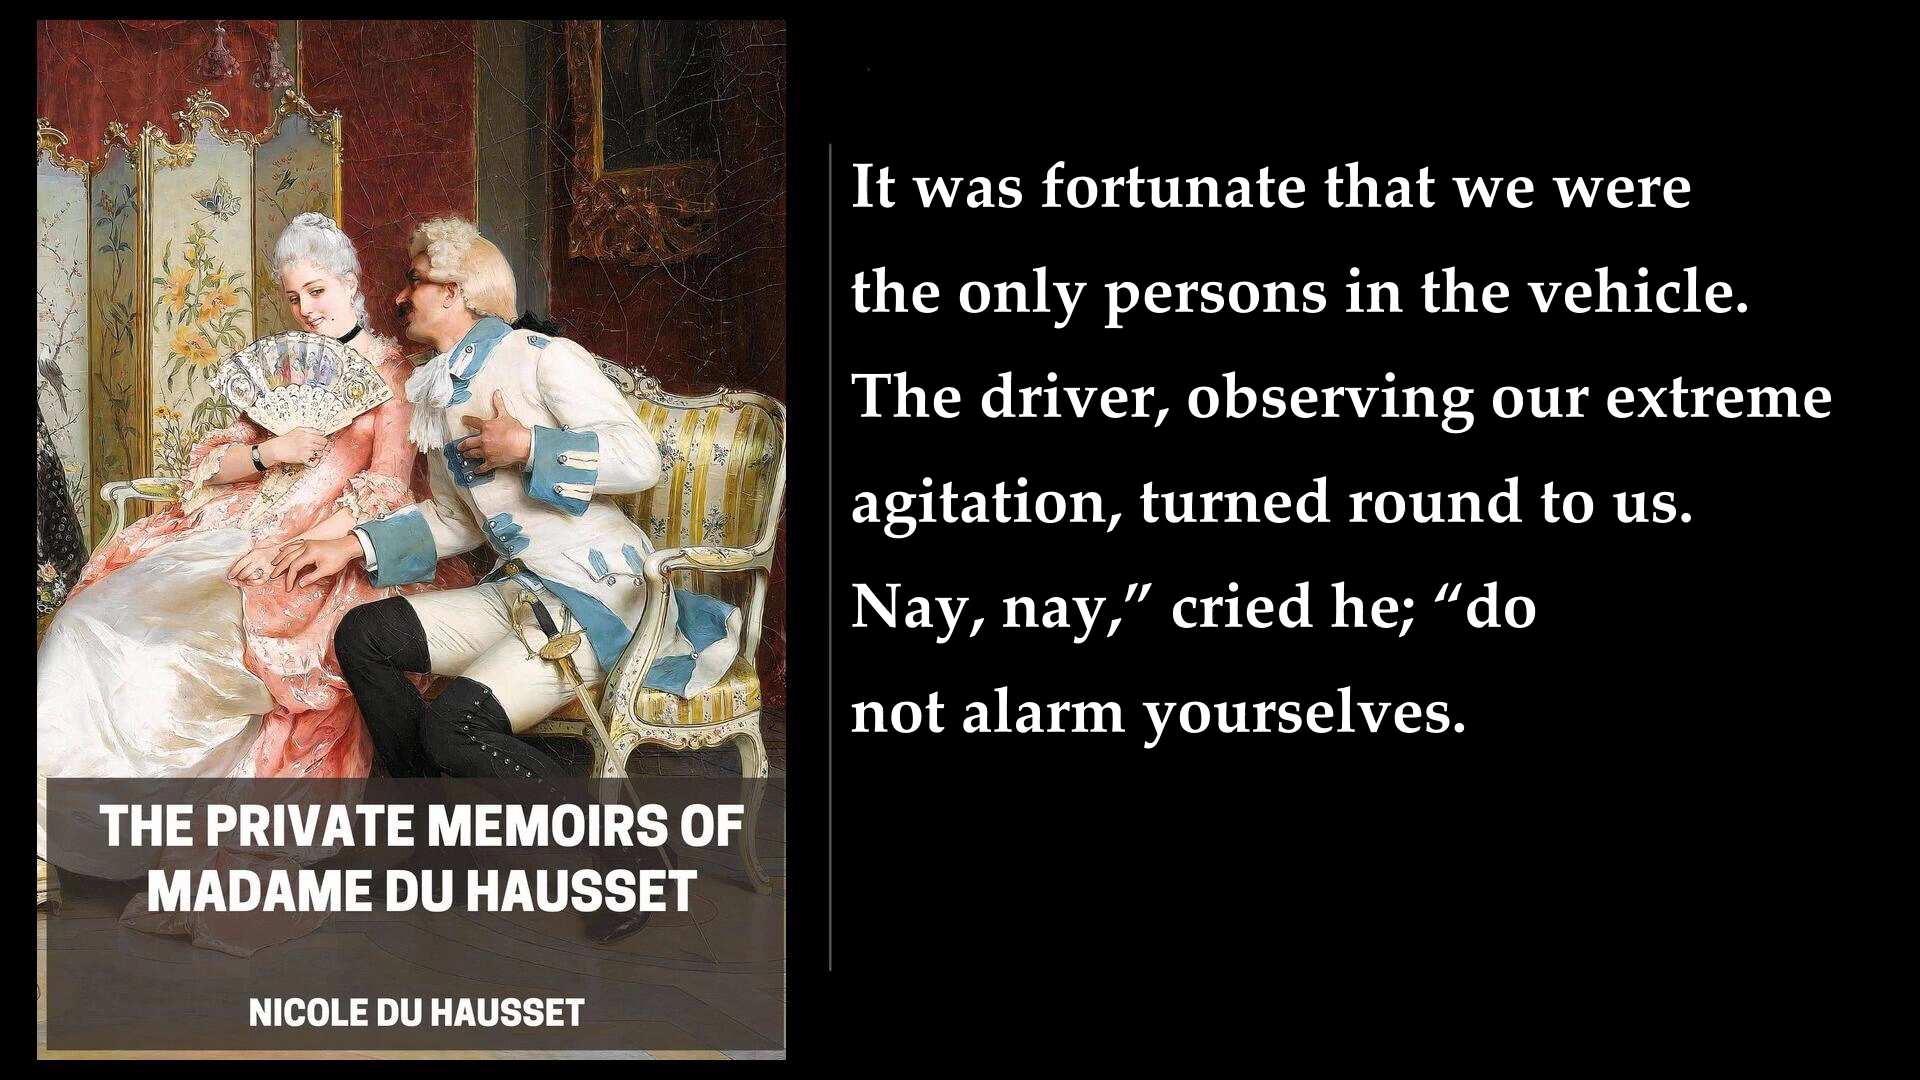 THE PRIVATE MEMOIRS OF
MADAME DU HAUSSET
NICOLE DU HAUSSET
It was fortunate that we were
the only persons in the vehicle.
The driver, observing our extreme
agitation, turned round to us.
Nay, nay,” cried he; “do
not alarm yourselves.